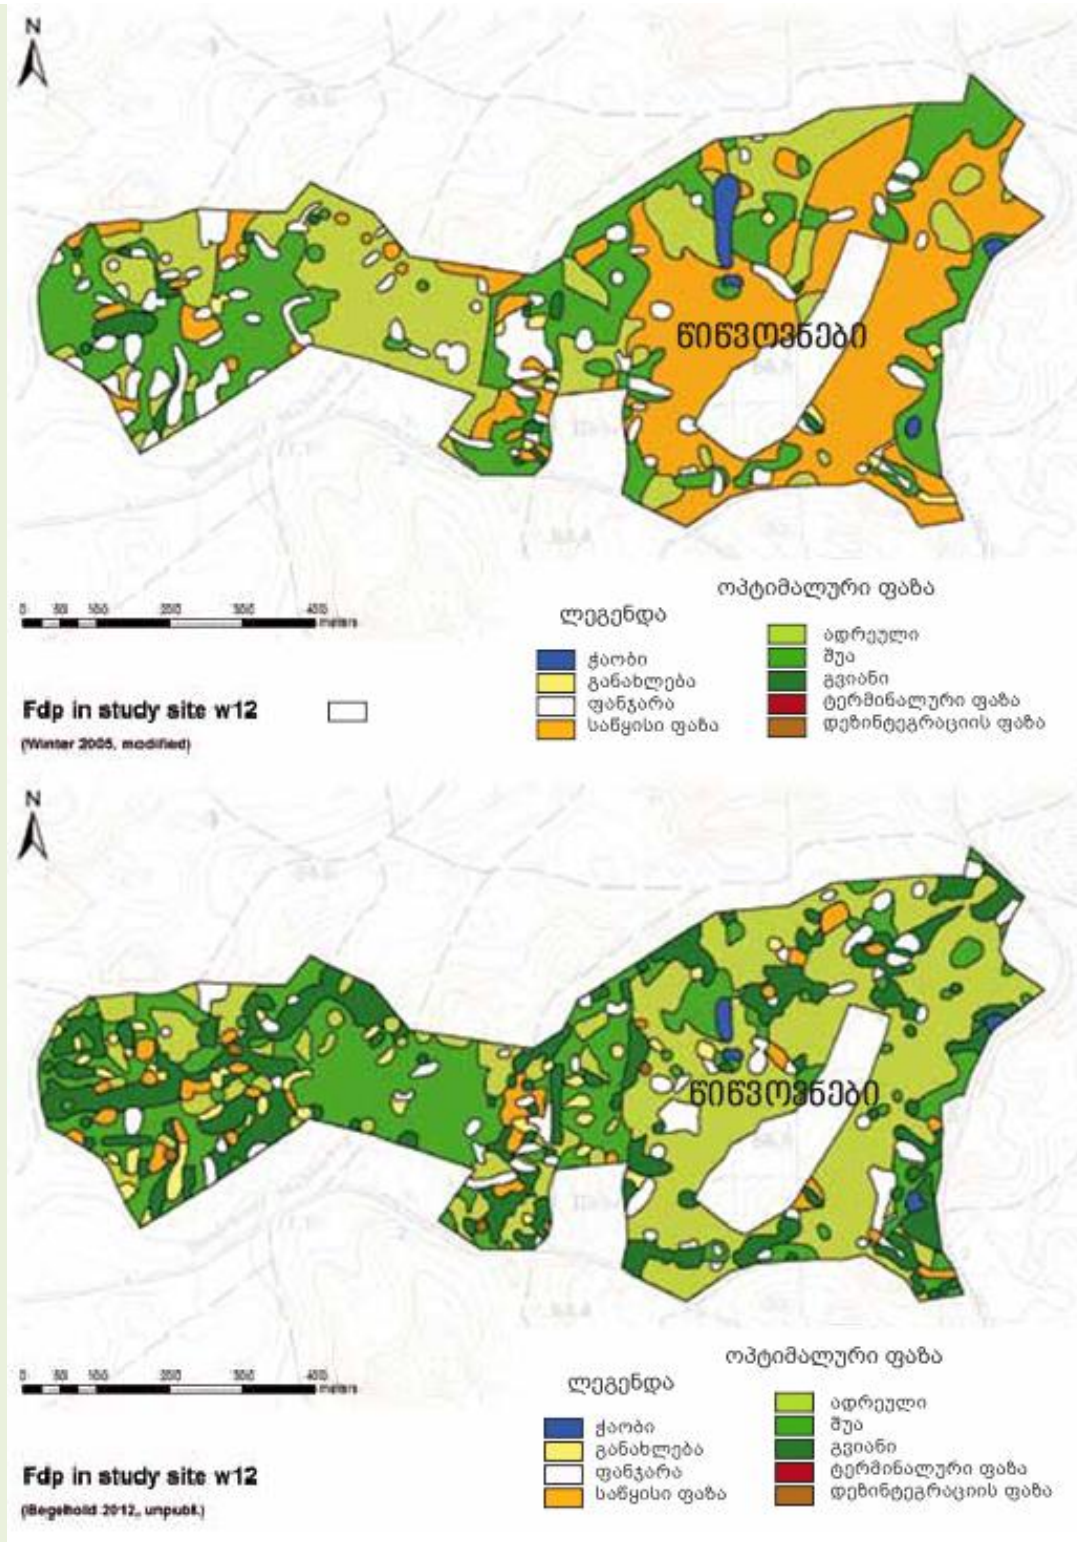 N
წიწვოვნები
0 50 100 200 300 400
meters
ოპტიმალური ფაზა
ლეგენდა
ადრეული
ჭაობი
შუა
განახლება
გვიანი
ფანჯარა
ტერმინალური ფაზა
საწყისი ფაზა
დეზინტეგრაციის ფაზა
Fdp in study site w12
(Winter 2005, modified)
N
წიწვოვნები
0 50 100 200 300 400
meters
ოპტიმალური ფაზა
ლეგენდა
ადრეული
ჭაობი
შუა
განახლება
გვიანი
ფანჯარა
ტერმინალური ფაზა
საწყისი ფაზა
დეზინტეგრაციის ფაზა
Fdp in study site w12
(Begehold 2012, unpubl.)